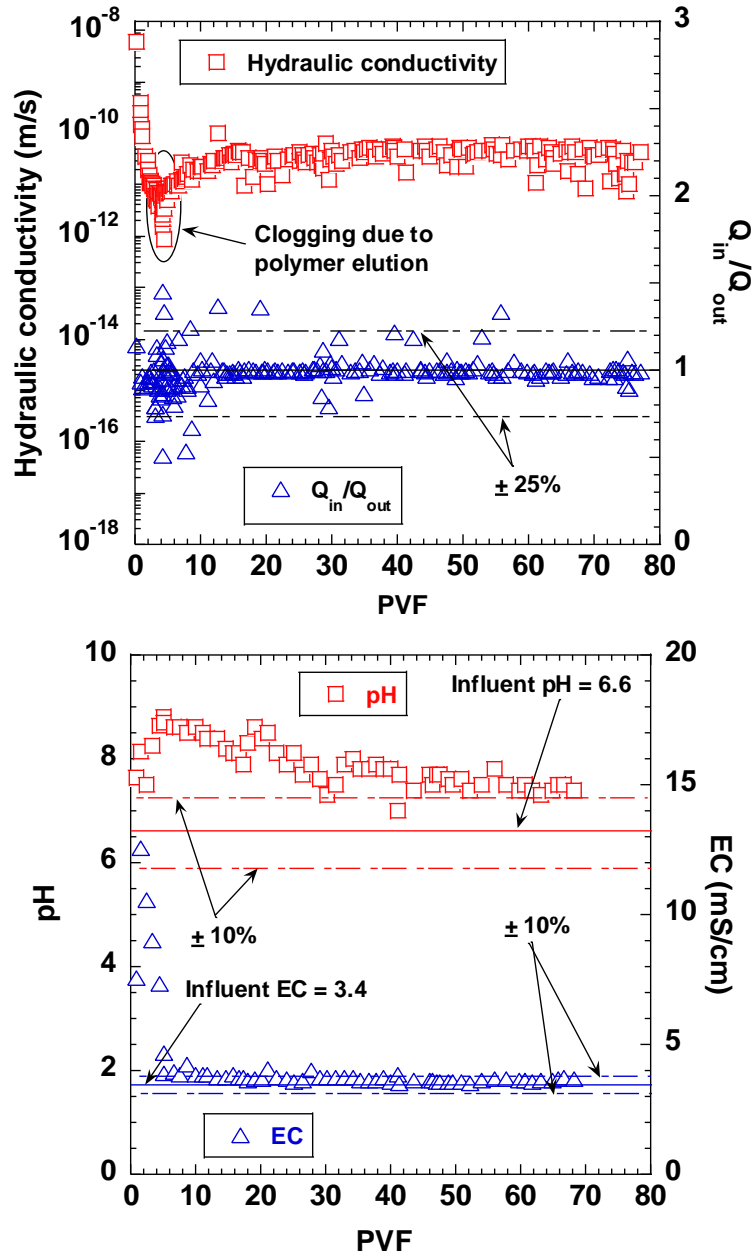 10⁻⁸
10⁻¹⁰
10⁻¹²
10⁻¹⁴
10⁻¹⁶
10⁻¹⁸
Hydraulic conductivity (m/s)
Hydraulic conductivity
Clogging due to
polymer elution
Q_in/Q_out
± 25%
0 10 20 30 40 50 60 70 80
PVF
3
2
1
0
Q_in/Q_out
10
8
6
4
2
0
pH
pH
Influent pH = 6.6
± 10%
± 10%
Influent EC = 3.4
EC
0 10 20 30 40 50 60 70 80
PVF
20
15
10
5
0
EC (mS/cm)